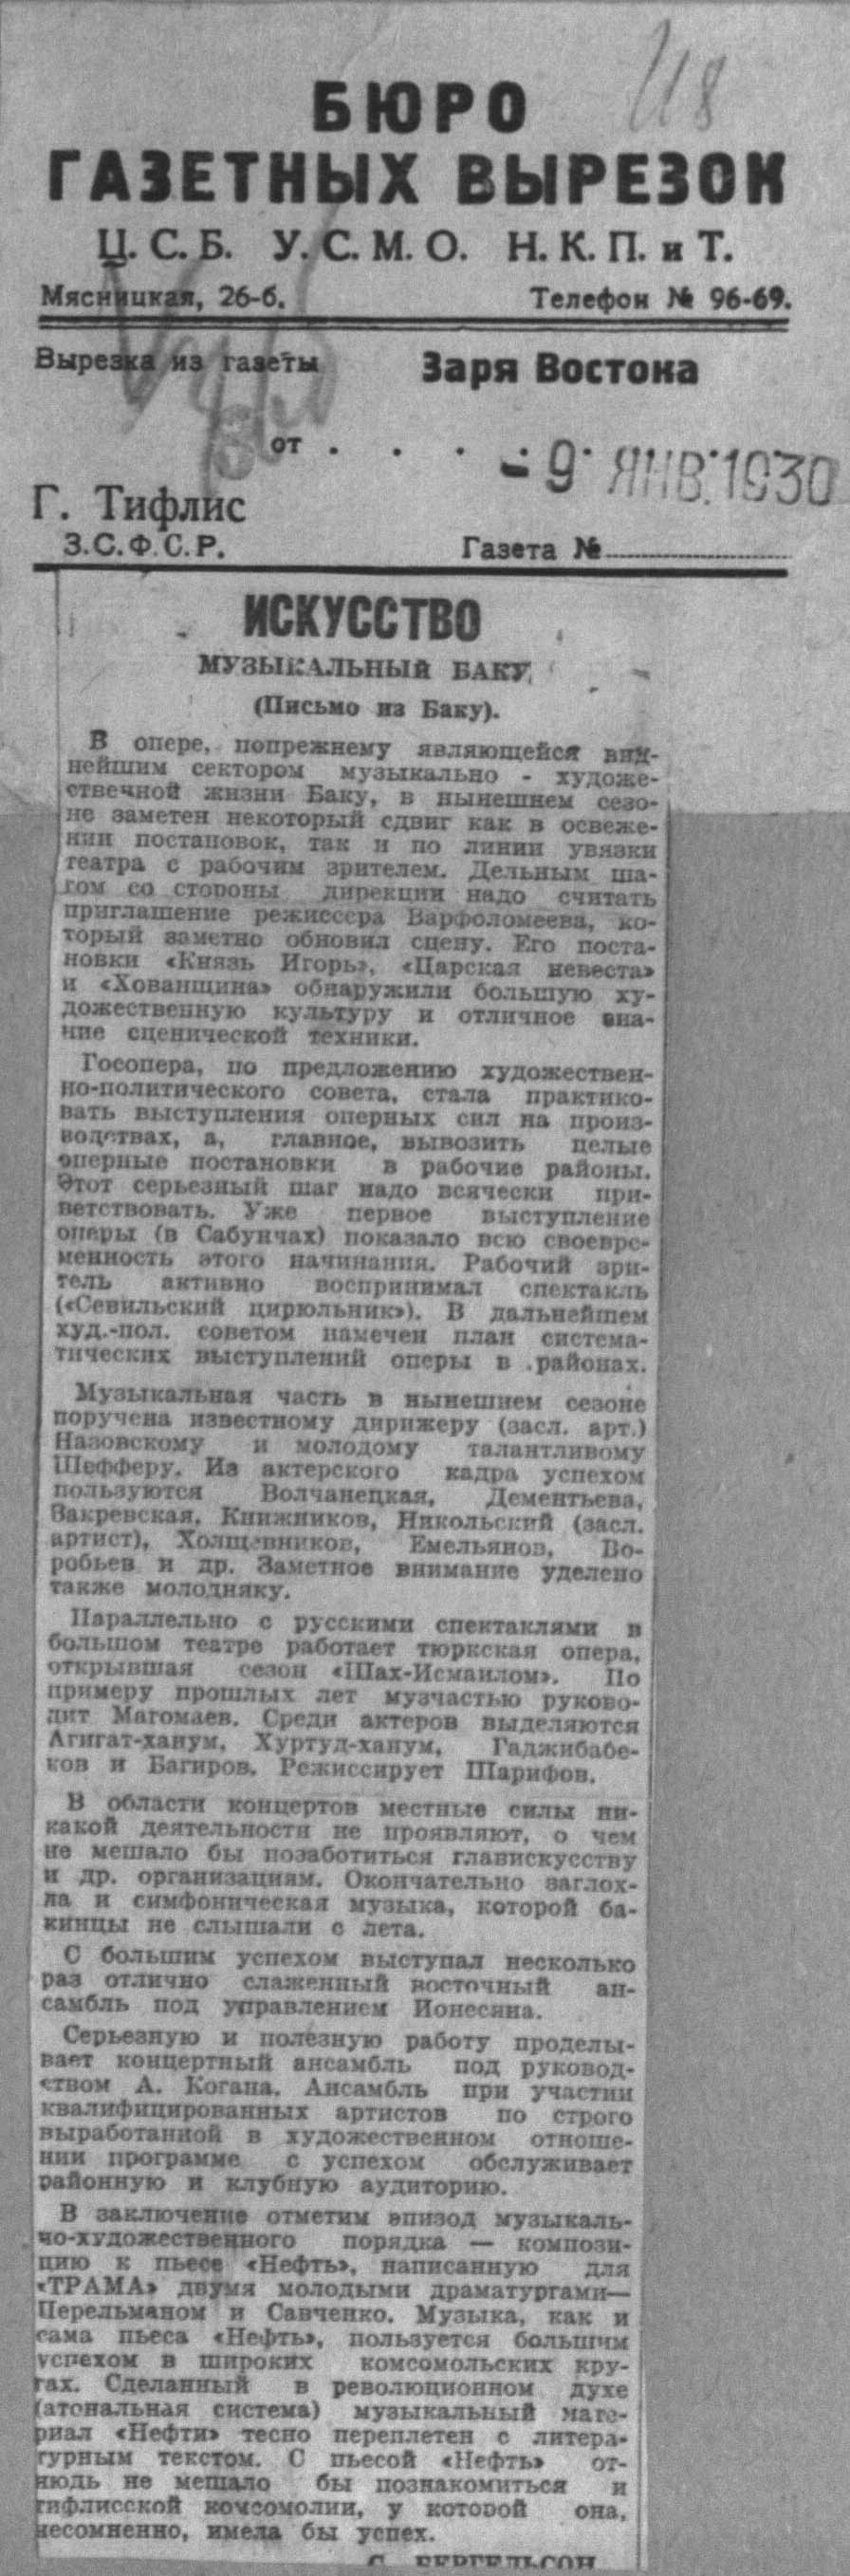 118
БЮРО
ГАЗЕТНЫХ ВЫРЕЗОК
Ц. С. Б. У. С. М. О. Н. К. П. и Т.
Мясницкая, 26-б. Телефон № 96-69.
Вырезка из газеты Заря Востока
от . . . . -9 ЯНВ. 1930
Г. Тифлис
З. С. Ф. С. Р. Газета №
ИСКУССТВО
МУЗЫКАЛЬНЫЙ БАКУ
(Письмо из Баку).
В опере, попрежнему являющейся вид-
нейшим сектором музыкально - художе-
ственной жизни Баку, в нынешнем сезо-
не заметен некоторый сдвиг как в освеже-
нии постановок, так и по линии увязки
театра с рабочим зрителем. Дельным ша-
гом со стороны дирекции надо считать
приглашение режиссера Варфоломеева, ко-
торый заметно обновил сцену. Его поста-
новки «Князь Игорь», «Царская невеста»
и «Хованщина» обнаружили большую ху-
дожественную культуру и отличное зна-
ние сценической техники.
Госопера, по предложению художествен-
но-политического совета, стала практико-
вать выступления оперных сил на произ-
водствах, а, главное, вывозить целые
оперные постановки в рабочие районы.
Этот серьезный шаг надо всячески при-
ветствовать. Уже первое выступление
оперы (в Сабунчах) показало всю своевре-
менность этого начинания. Рабочий зри-
тель активно воспринимал спектакль
(«Севильский цирюльник»). В дальнейшем
худ.-пол. советом намечен план система-
тических выступлений оперы в районах.
Музыкальная часть в нынешнем сезоне
поручена известному дирижеру (засл. арт.)
Назовскому и молодому талантливому
Шефферу. Из актерского кадра успехом
пользуются Волчанецкая, Дементьева,
Закревская, Книжников, Никольский (засл.
артист), Холщевников, Емельянов, Во-
робьев и др. Заметное внимание уделено
также молодняку.
Параллельно с русскими спектаклями в
большом театре работает тюркская опера,
открывшая сезон «Шах-Исмаилом». По
примеру прошлых лет музчастью руково-
дит Магомаев. Среди актеров выделяются
Агигат-ханум, Хуртуд-ханум, Гаджибабе-
ков и Багиров. Режиссирует Шарифов.
В области концертов местные силы ни-
какой деятельности не проявляют, о чем
не мешало бы позаботиться главискусству
и др. организациям. Окончательно заглох-
ла и симфоническая музыка, которой ба-
кинцы не слышали с лета.
С большим успехом выступал несколько
раз отлично слаженный восточный ан-
самбль под управлением Ионесяна.
Серьезную и полезную работу проделы-
вает концертный ансамбль под руковод-
ством А. Когана. Ансамбль при участии
квалифицированных артистов по строго
выработанной в художественном отноше-
нии программе с успехом обслуживает
районную и клубную аудиторию.
В заключение отметим эпизод музыкаль-
но-художественного порядка — компози-
цию к пьесе «Нефть», написанную для
«ТРАМА» двумя молодыми драматургами—
Перельманом и Савченко. Музыка, как и
сама пьеса «Нефть», пользуется большим
успехом в широких комсомольских кру-
гах. Сделанный в революционном духе
(атональная система) музыкальный мате-
риал «Нефти» тесно переплетен с литера-
турным текстом. С пьесой «Нефть» от-
нюдь не мешало бы познакомиться и
тифлисской комсомолии, у которой она,
несомненно, имела бы успех.
С. БЕРГЕЛЬСОН